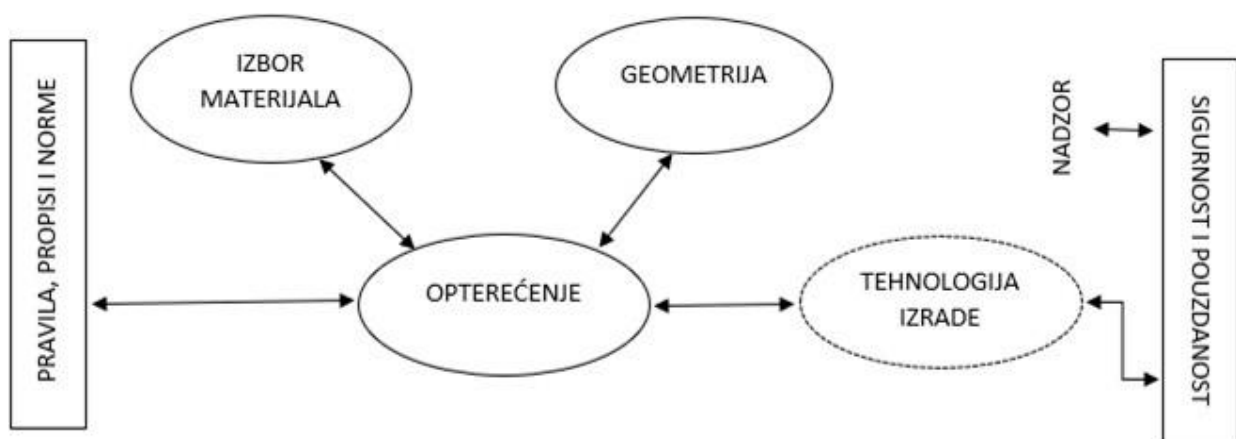 PRAVILA, PROPISI I NORME
IZBOR
MATERIJALA
GEOMETRIJA
OPTEREĆENJE
TEHNOLOGIJA
IZRADE
NADZOR
SIGURNOST I POUZDANOST